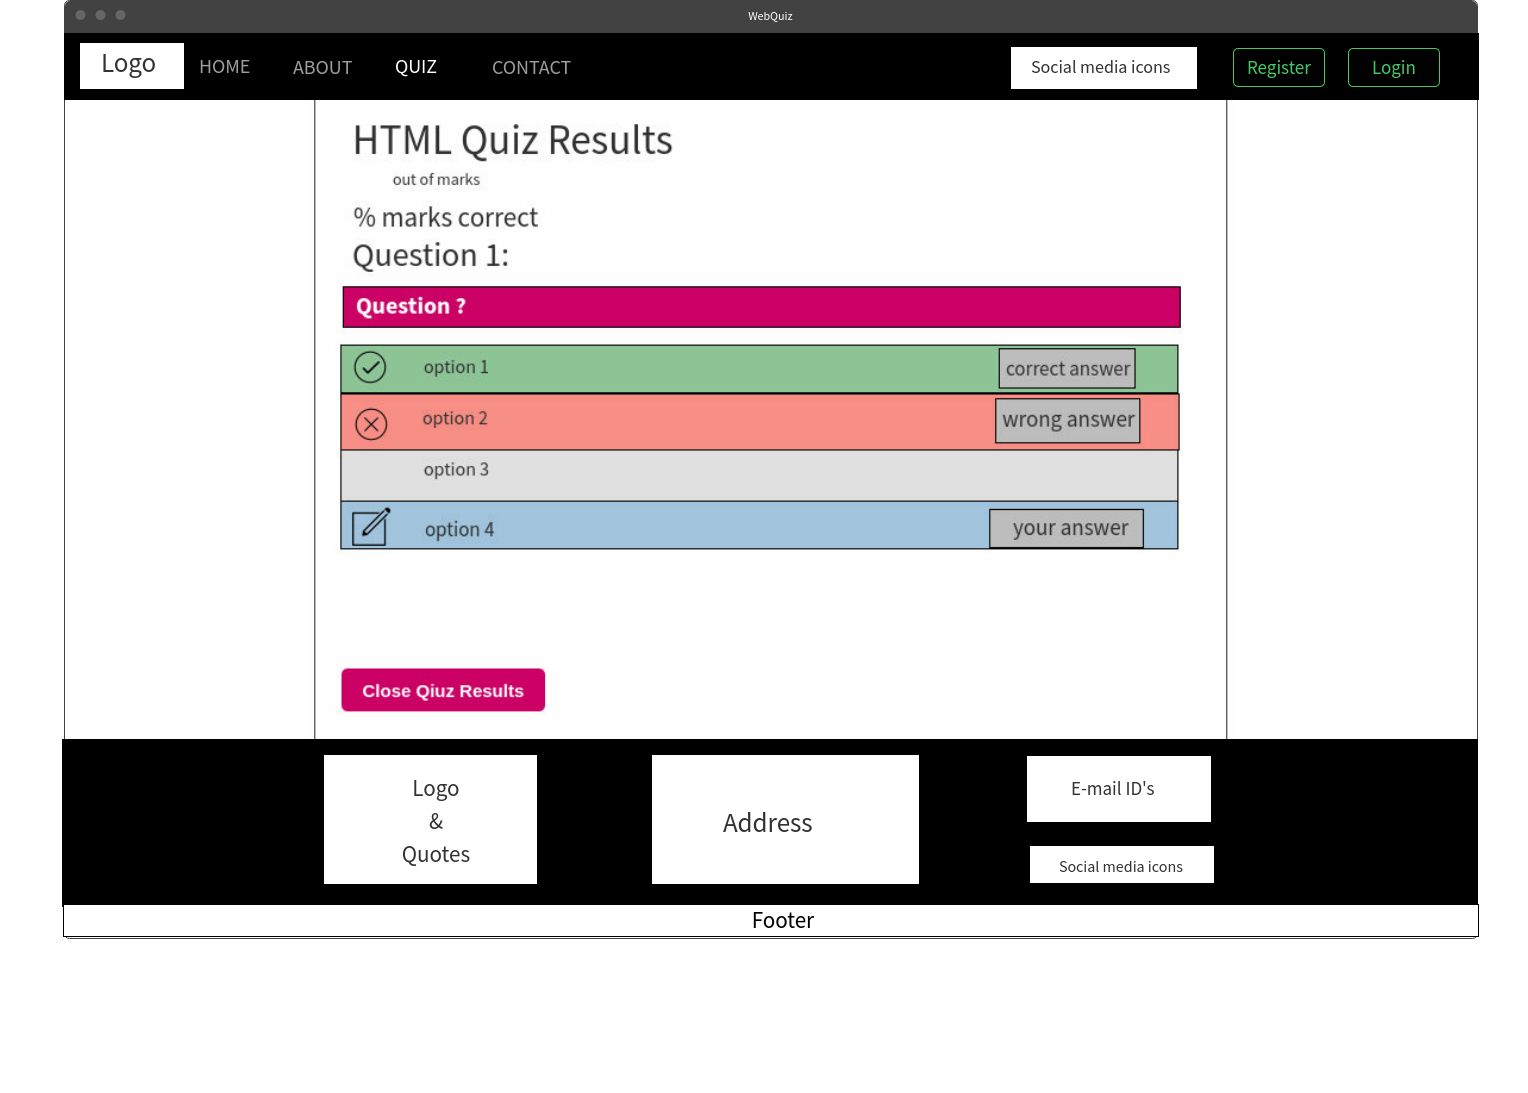 WebQuiz
Logo HOME ABOUT QUIZ CONTACT Social media icons Register Login
HTML Quiz Results
out of marks
% marks correct
Question 1:
Question ?
option 1 correct answer
option 2 wrong answer
option 3
option 4 your answer
Close Qiuz Results
Logo
&
Quotes
Address
E-mail ID's
Social media icons
Footer